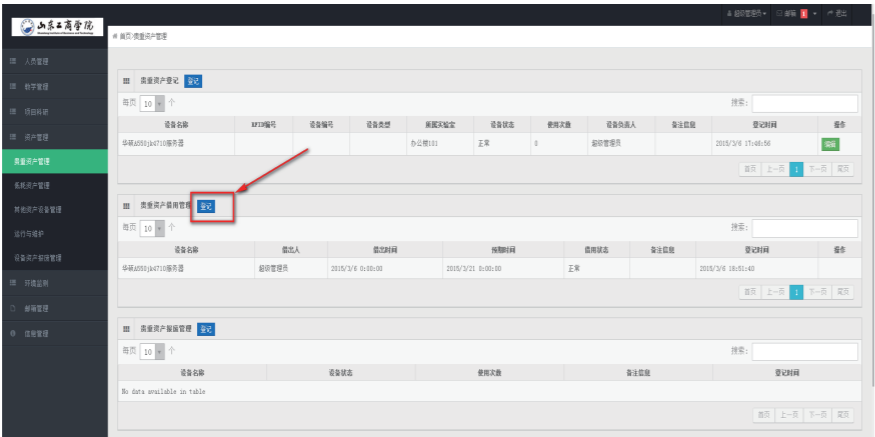 山东工商学院
超级管理员
邮箱 1
退出
首页>贵重资产管理
人员管理
教学管理
项目科研
资产管理
贵重资产管理
低耗资产管理
其他资产设备管理
运行与维护
设备资产报废管理
环境监测
邮箱管理
信息管理
贵重资产登记 登记
每页 10 个 搜索:
设备名称 RFID编号 设备编号 设备类型 所属实验室 设备状态 使用次数 设备负责人 备注信息 登记时间 操作
华硕A550jk4710服务器 办公楼101 正常 0 超级管理员 2015/3/6 17:48:56 编辑
首页 上一页 1 下一页 尾页
贵重资产借用管理 登记
每页 10 个 搜索:
设备名称 借出人 借出时间 预期时间 借用状态 备注信息 登记时间 操作
华硕A550jk4710服务器 超级管理员 2015/3/6 0:00:00 2015/3/21 0:00:00 正常 2015/3/6 18:51:40
首页 上一页 1 下一页 尾页
贵重资产报废管理 登记
每页 10 个 搜索:
设备名称 设备状态 使用次数 备注信息 登记时间
No data available in table
首页 上一页 下一页 尾页